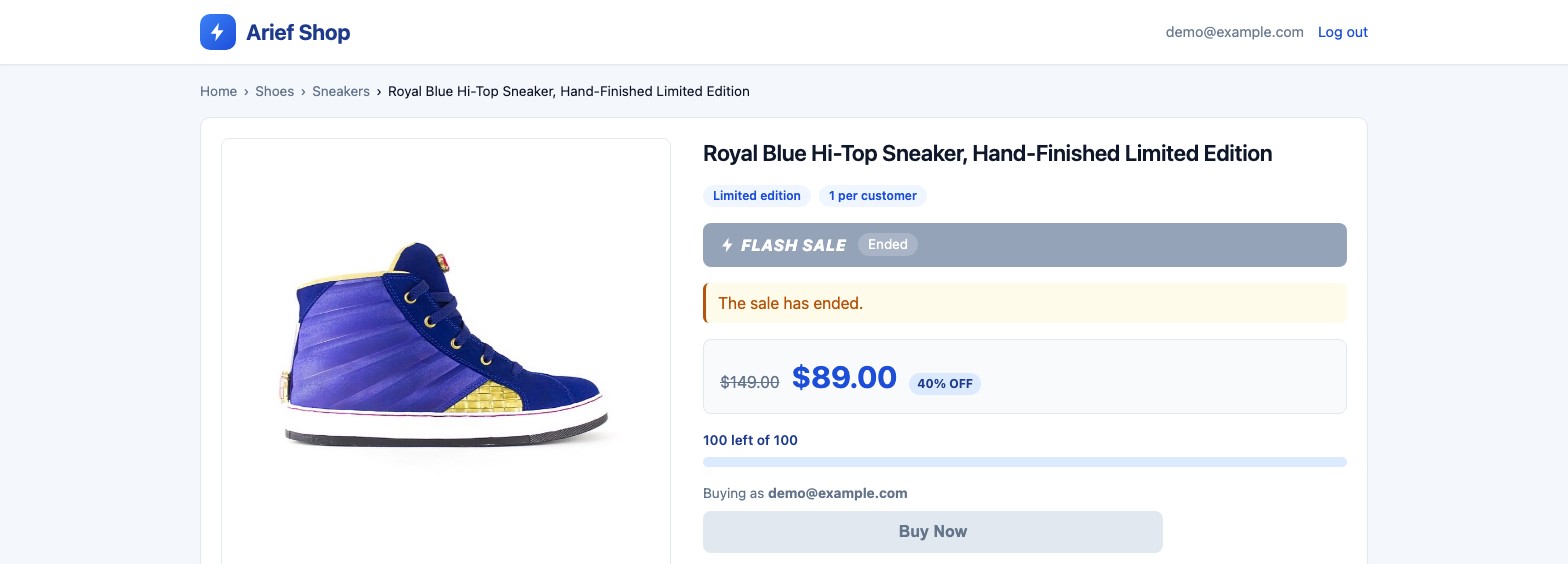 Arief Shop
demo@example.com Log out
Home › Shoes › Sneakers › Royal Blue Hi-Top Sneaker, Hand-Finished Limited Edition
Royal Blue Hi-Top Sneaker, Hand-Finished Limited Edition
Limited edition 1 per customer
FLASH SALE Ended
The sale has ended.
$149.00 $89.00 40% OFF
100 left of 100
Buying as demo@example.com
Buy Now